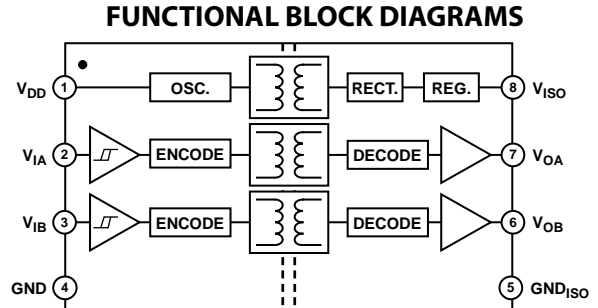 FUNCTIONAL BLOCK DIAGRAMS
VDD 1 OSC. RECT. REG. 8 VISO
VIA 2 ENCODE DECODE 7 VOA
VIB 3 ENCODE DECODE 6 VOB
GND 4 5 GNDISO